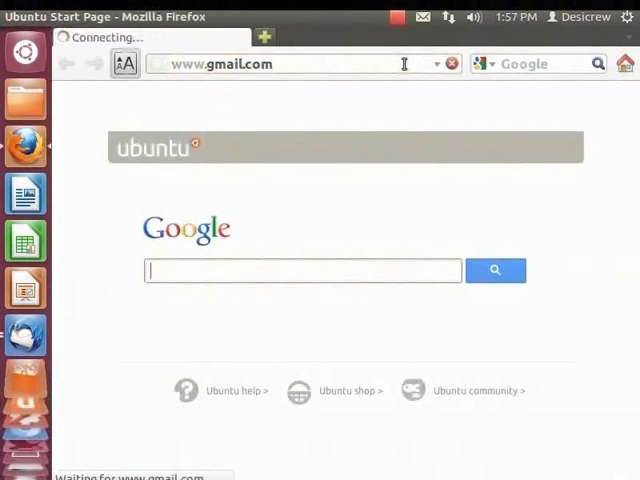 Ubuntu Start Page - Mozilla Firefox
1:57 PM
Desicrew
Connecting...
AA
www.gmail.com
Google
ubuntu
Google
Ubuntu help >
Ubuntu shop >
Ubuntu community >
Waiting for www.gmail.com